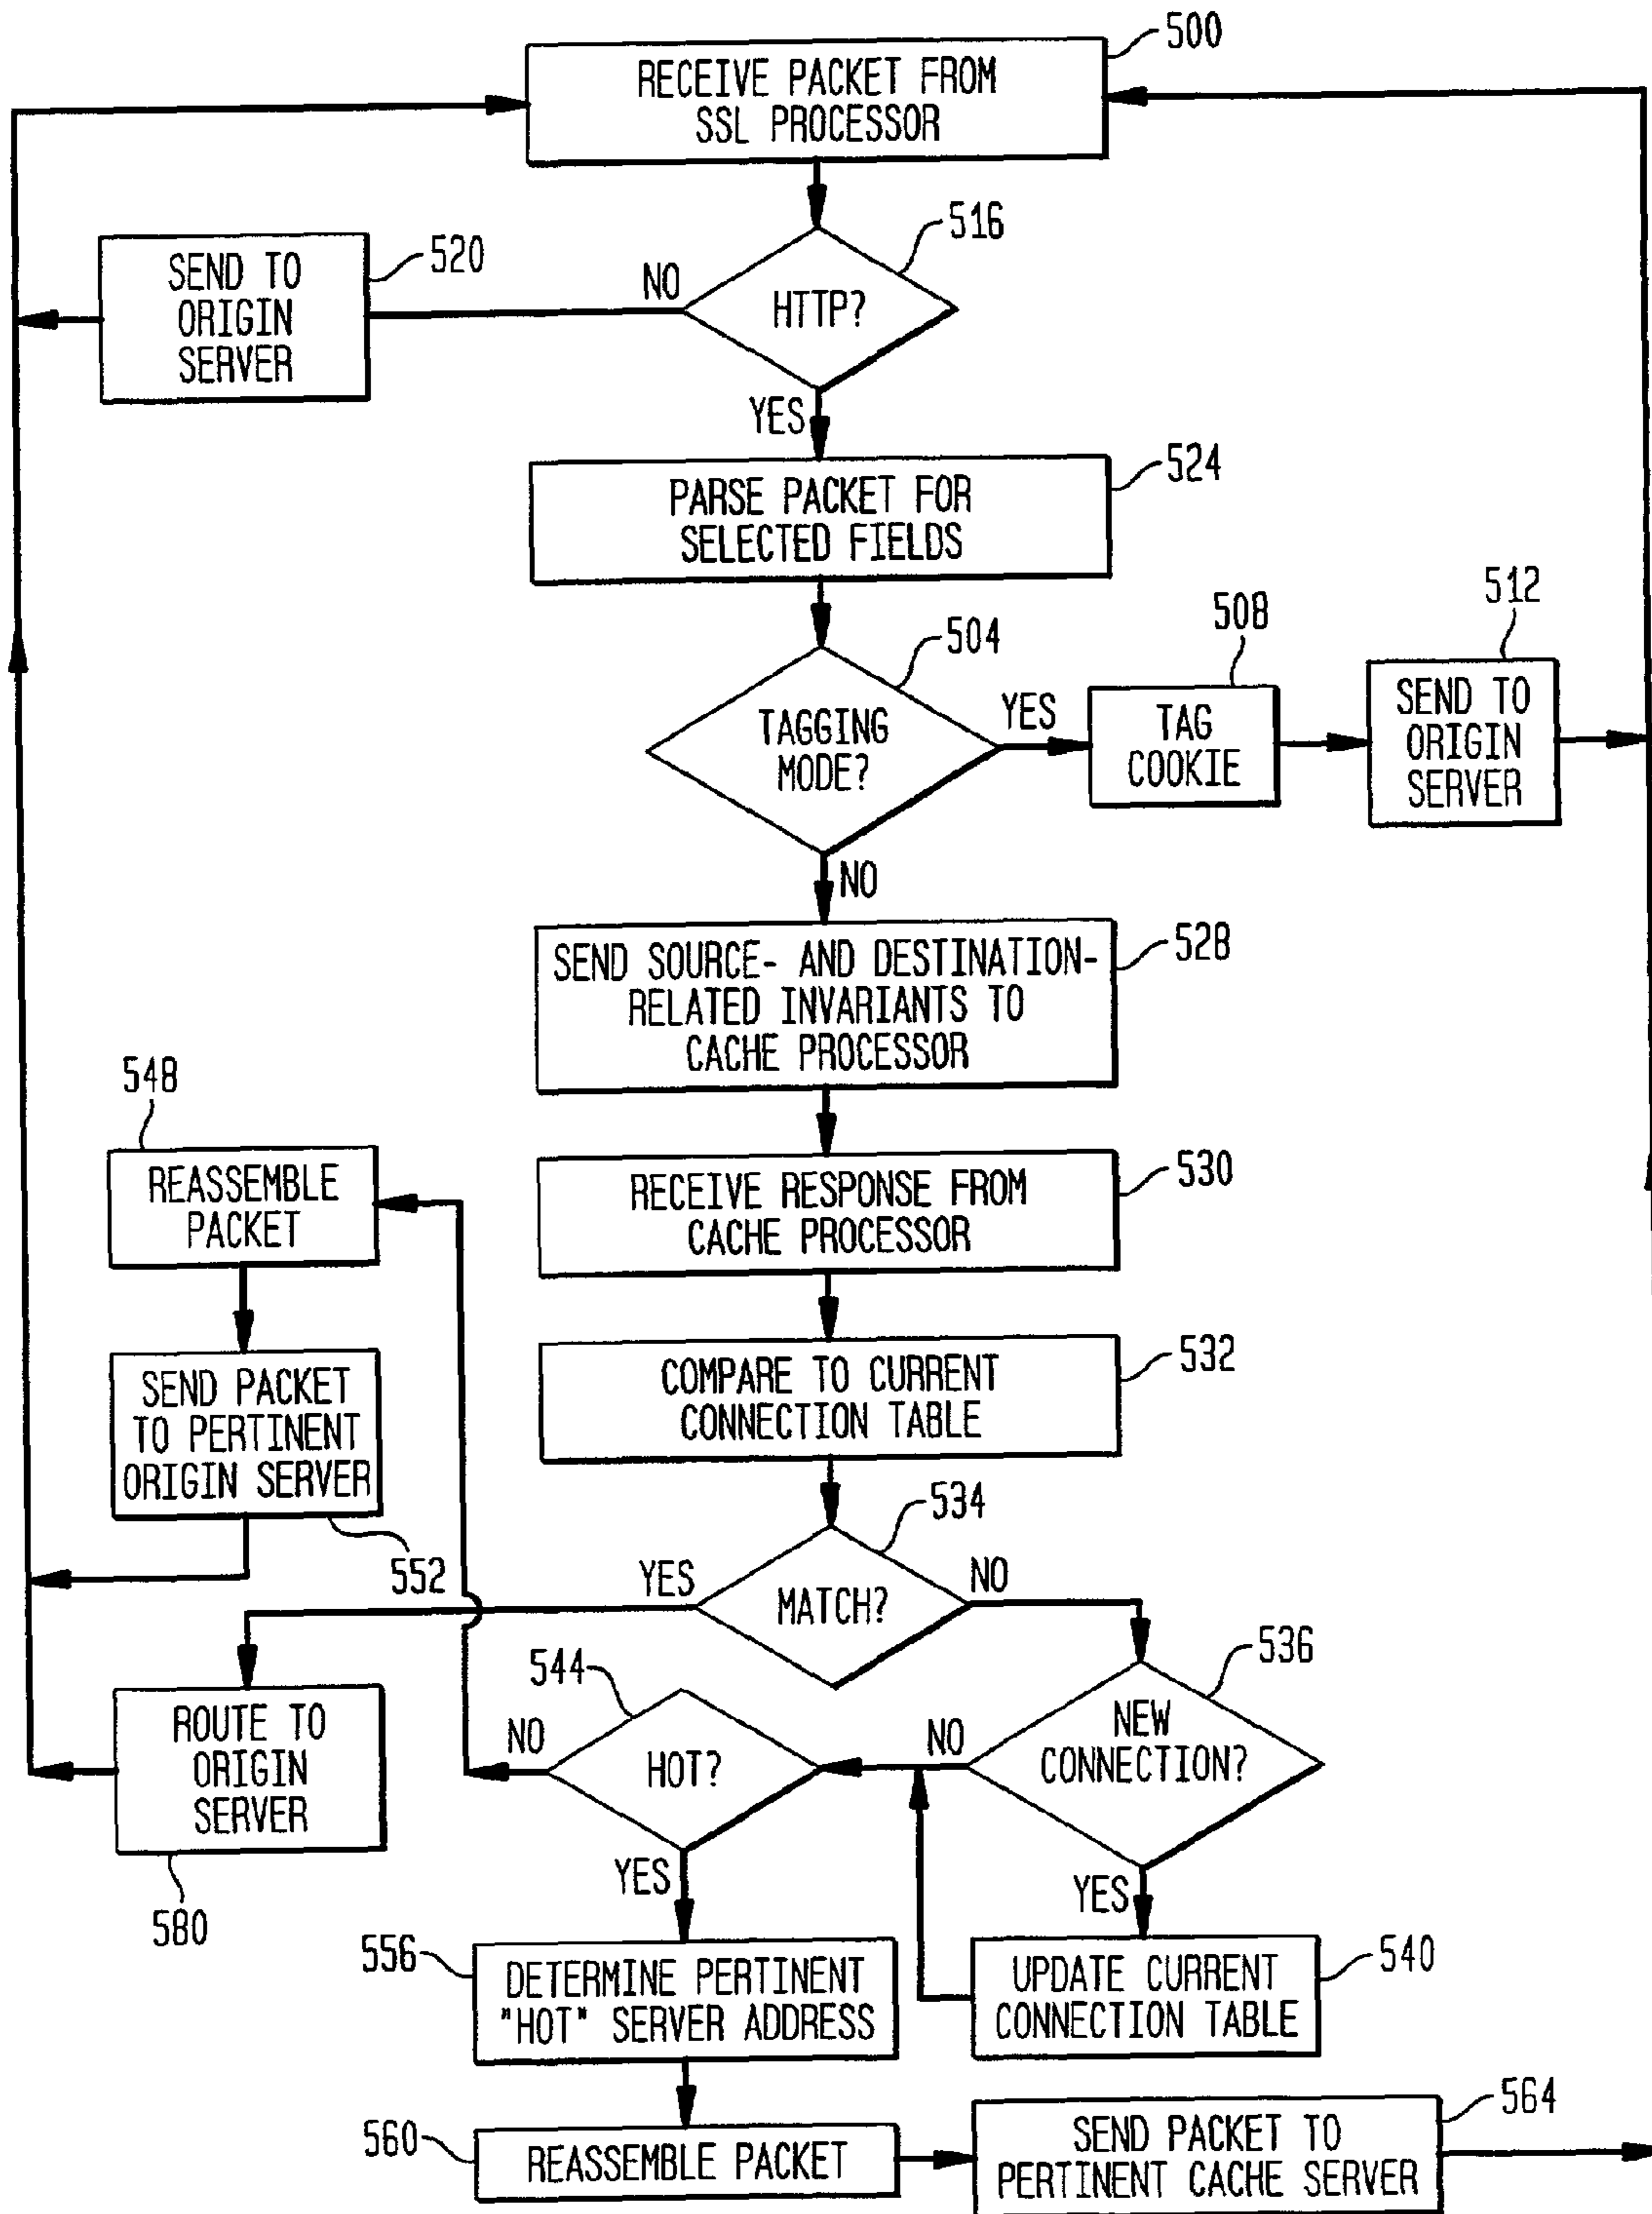 500
RECEIVE PACKET FROM
SSL PROCESSOR
516
HTTP?
NO
520
SEND TO
ORIGIN
SERVER
YES
524
PARSE PACKET FOR
SELECTED FIELDS
504
TAGGING
MODE?
YES
508
TAG
COOKIE
512
SEND TO
ORIGIN
SERVER
NO
528
SEND SOURCE- AND DESTINATION-
RELATED INVARIANTS TO
CACHE PROCESSOR
530
RECEIVE RESPONSE FROM
CACHE PROCESSOR
548
REASSEMBLE
PACKET
532
COMPARE TO CURRENT
CONNECTION TABLE
SEND PACKET
TO PERTINENT
ORIGIN SERVER
552
534
YES
MATCH?
NO
536
NEW
CONNECTION?
NO
544
HOT?
NO
ROUTE TO
ORIGIN
SERVER
580
YES
YES
540
UPDATE CURRENT
CONNECTION TABLE
556
DETERMINE PERTINENT
"HOT" SERVER ADDRESS
560
REASSEMBLE PACKET
564
SEND PACKET TO
PERTINENT CACHE SERVER